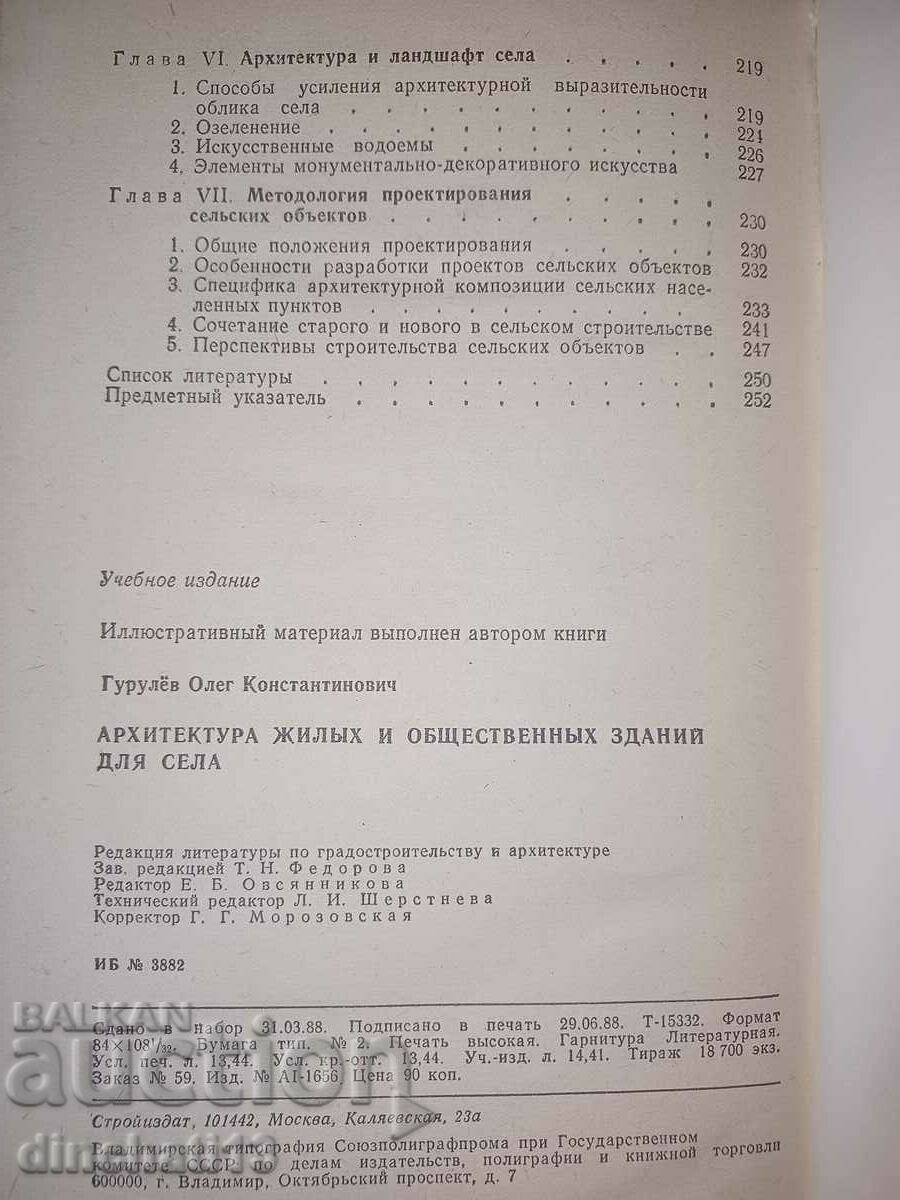 Глава VI. Архитектура и ландшафт села . . . . . 219
1. Способы усиления архитектурной выразительности
облика села . . . . . . . . . . 219
2. Озеленение . . . . . . . . . . . 224
3. Искусственные водоемы . . . . . . . 226
4. Элементы монументально-декоративного искусства 227
Глава VII. Методология проектирования . . . . .
сельских объектов . . . . . . . . . 230
1. Общие положения проектирования . . . . . 230
2. Особенности разработки проектов сельских объектов 232
3. Специфика архитектурной композиции сельских насе-
ленных пунктов . . . . . . . . . . 233
4. Сочетание старого и нового в сельском строительстве 241
5. Перспективы строительства сельских объектов . . 247
Список литературы . . . . . . . . . . . . 250
Предметный указатель . . . . . . . . . . . 252
Учебное издание
Иллюстративный материал выполнен автором книги
Гурулёв Олег Константинович
АРХИТЕКТУРА ЖИЛЫХ И ОБЩЕСТВЕННЫХ ЗДАНИЙ
ДЛЯ СЕЛА
Редакция литературы по градостроительству и архитектуре
Зав. редакцией Т. Н. Федорова
Редактор Е. Б. Овсянникова
Технический редактор Л. И. Шерстнева
Корректор Г. Г. Морозовская
ИБ № 3882
BALKAN
auction
Сдано в набор 31.03.88. Подписано в печать 29.06.88. Т-15332. Формат
84×108¹/₃₂. Бумага тип. № 2. Печать высокая. Гарнитура Литературная.
Усл. печ. л. 13,44. Усл. кр.-отт. 13,44. Уч.-изд. л. 14,41. Тираж 18 700 экз.
Заказ № 59. Изд. № АI-1656. Цена 90 коп.
Стройиздат, 101442, Москва, Каляевская, 23а
Владимирская типография Союзполиграфпрома при Государственном
комитете СССР по делам издательств, полиграфии и книжной торговли
600000, г. Владимир, Октябрьский проспект, д. 7